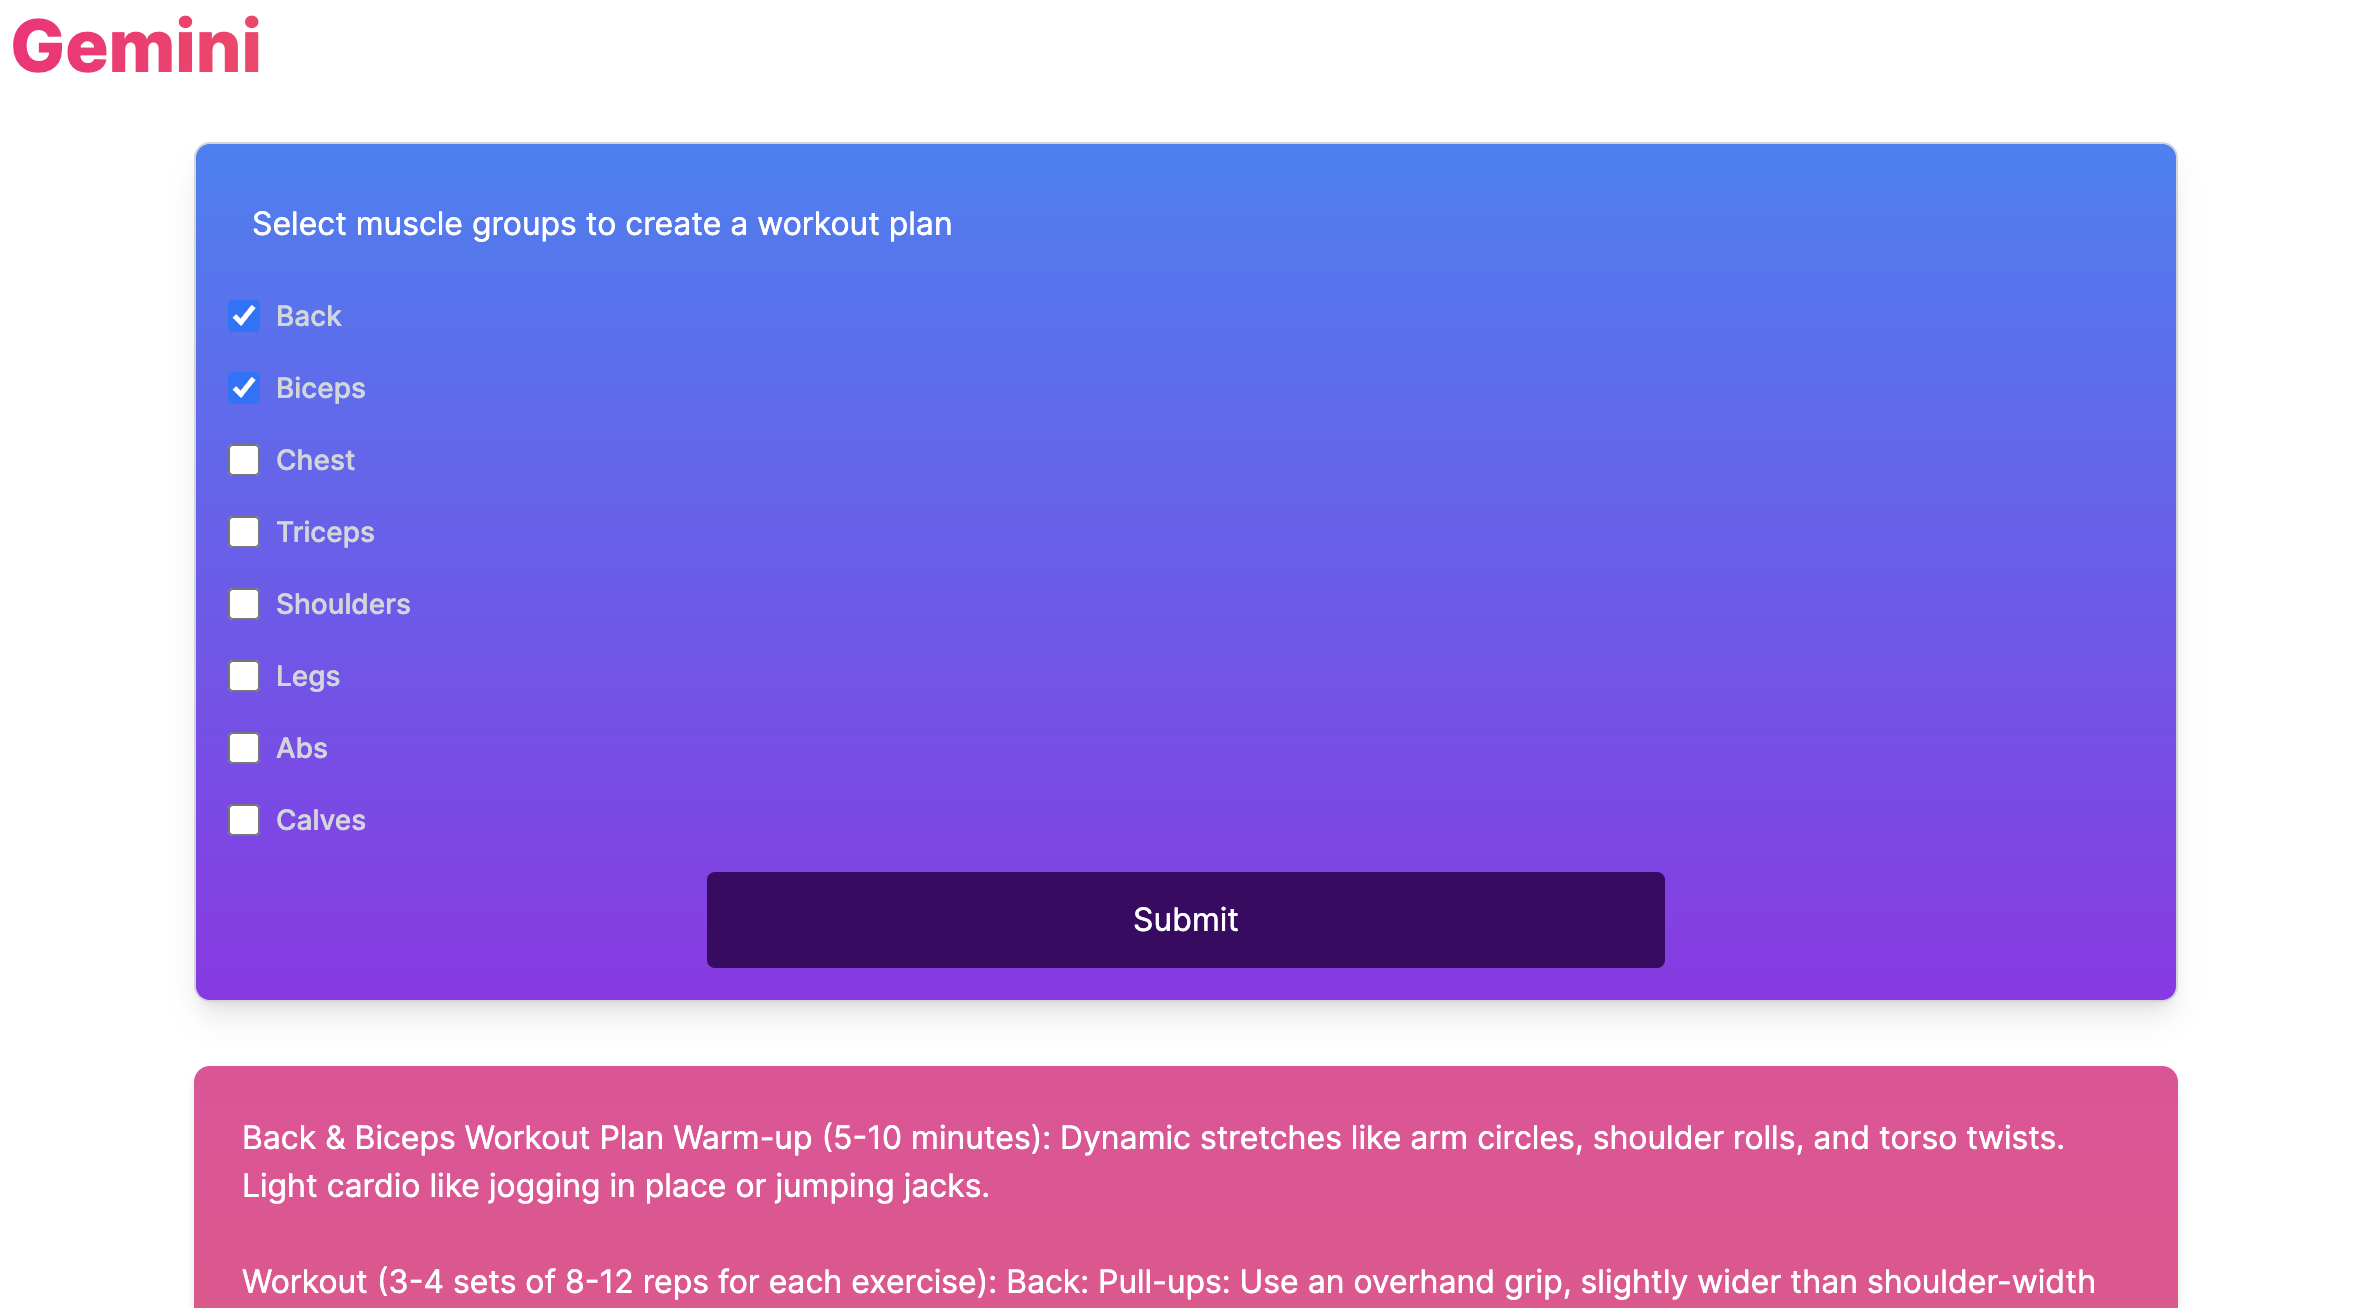 Gemini
Select muscle groups to create a workout plan
Back
Biceps
Chest
Triceps
Shoulders
Legs
Abs
Calves
Submit
Back & Biceps Workout Plan Warm-up (5-10 minutes): Dynamic stretches like arm circles, shoulder rolls, and torso twists.
Light cardio like jogging in place or jumping jacks.
Workout (3-4 sets of 8-12 reps for each exercise): Back: Pull-ups: Use an overhand grip, slightly wider than shoulder-width